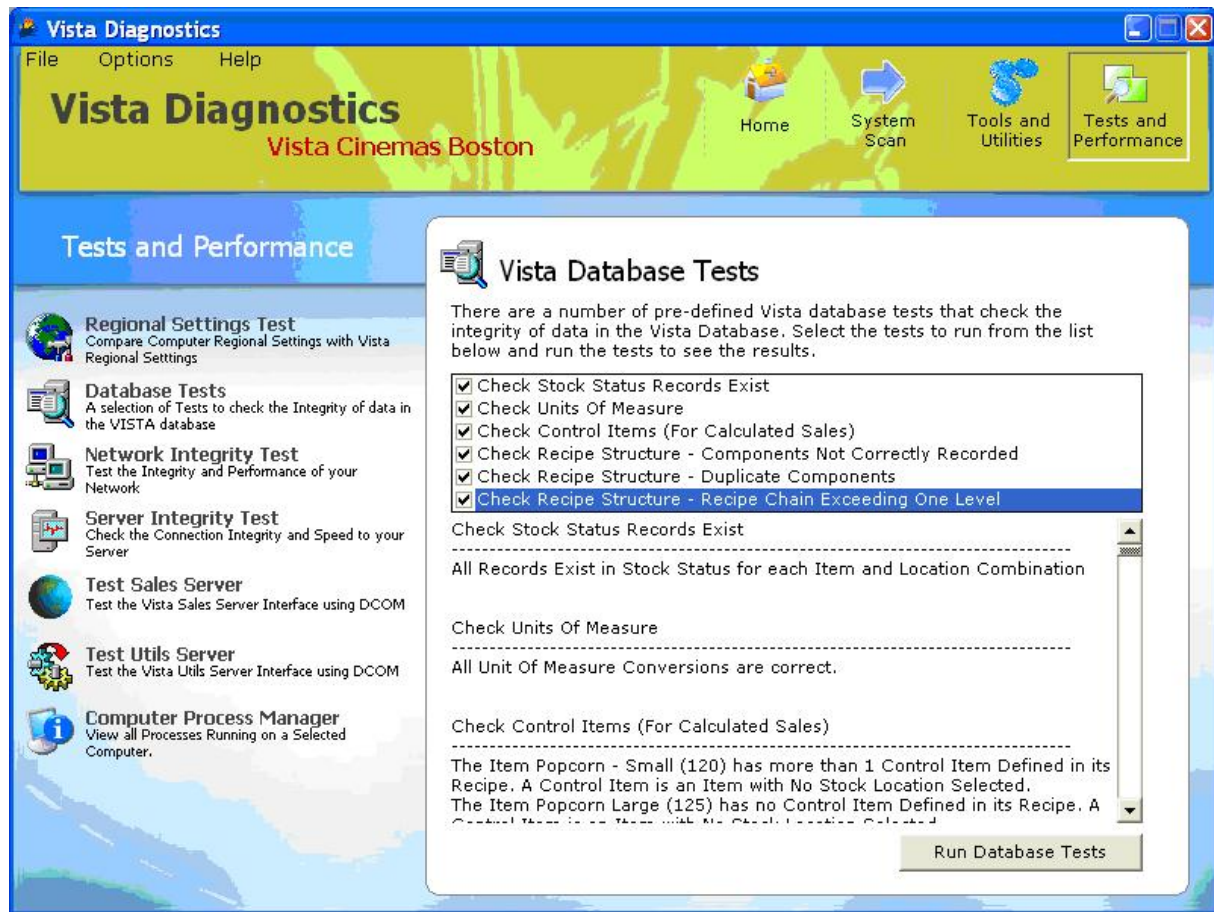 Vista Diagnostics
File Options Help
Vista Diagnostics
Vista Cinemas Boston
Home
System
Scan
Tools and
Utilities
Tests and
Performance
Tests and Performance
Regional Settings Test
Compare Computer Regional Settings with Vista
Regional Setttings
Database Tests
A selection of Tests to check the Integrity of data in
the VISTA database
Network Integrity Test
Test the Integrity and Performance of your
Network
Server Integrity Test
Check the Connection Integrity and Speed to your
Server
Test Sales Server
Test the Vista Sales Server Interface using DCOM
Test Utils Server
Test the Vista Utils Server Interface using DCOM
Computer Process Manager
View all Processes Running on a Selected
Computer.
Vista Database Tests
There are a number of pre-defined Vista database tests that check the
integrity of data in the Vista Database. Select the tests to run from the list
below and run the tests to see the results.
Check Stock Status Records Exist
Check Units Of Measure
Check Control Items (For Calculated Sales)
Check Recipe Structure - Components Not Correctly Recorded
Check Recipe Structure - Duplicate Components
Check Recipe Structure - Recipe Chain Exceeding One Level
Check Stock Status Records Exist
All Records Exist in Stock Status for each Item and Location Combination
Check Units Of Measure
All Unit Of Measure Conversions are correct.
Check Control Items (For Calculated Sales)
The Item Popcorn - Small (120) has more than 1 Control Item Defined in its
Recipe. A Control Item is an Item with No Stock Location Selected.
The Item Popcorn Large (125) has no Control Item Defined in its Recipe. A
Run Database Tests